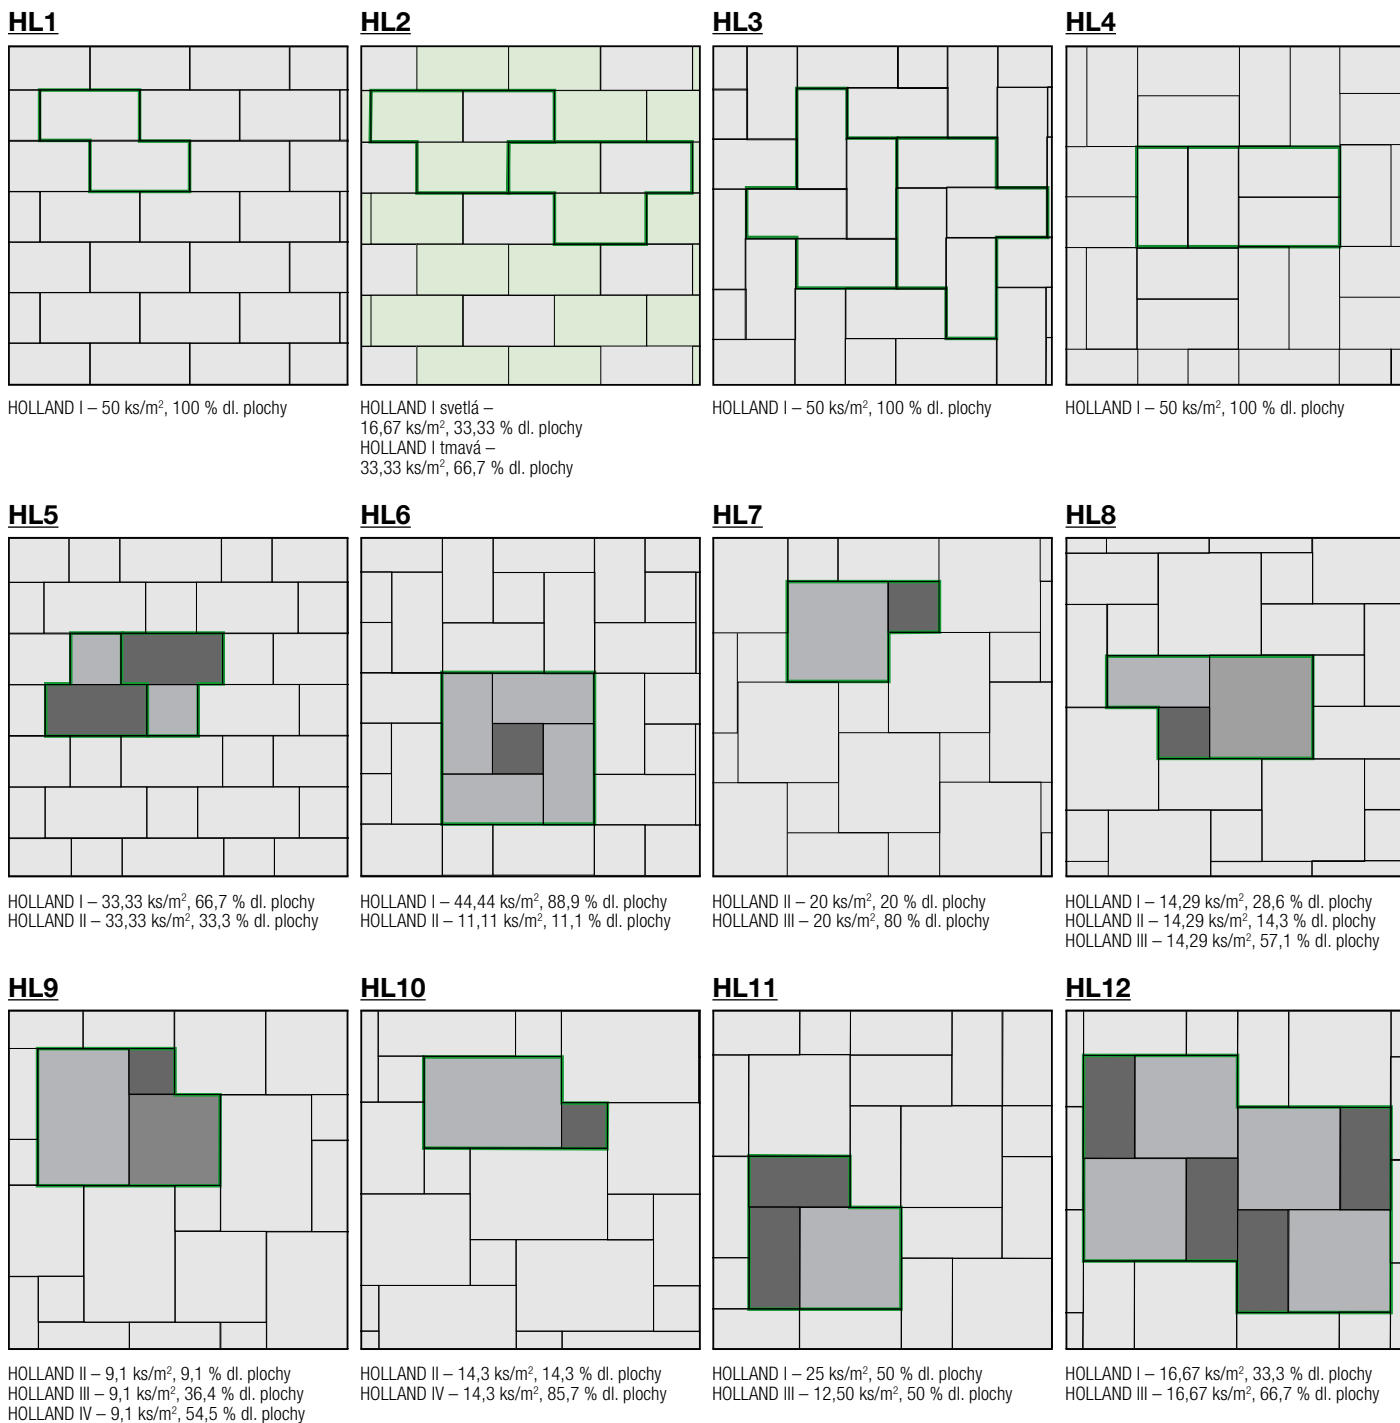 HL1
HOLLAND I – 50 ks/m², 100 % dl. plochy
HL2
HOLLAND I svetlá –
16,67 ks/m², 33,33 % dl. plochy
HOLLAND I tmavá –
33,33 ks/m², 66,7 % dl. plochy
HL3
HOLLAND I – 50 ks/m², 100 % dl. plochy
HL4
HOLLAND I – 50 ks/m², 100 % dl. plochy
HL5
HOLLAND I – 33,33 ks/m², 66,7 % dl. plochy
HOLLAND II – 33,33 ks/m², 33,3 % dl. plochy
HL6
HOLLAND I – 44,44 ks/m², 88,9 % dl. plochy
HOLLAND II – 11,11 ks/m², 11,1 % dl. plochy
HL7
HOLLAND II – 20 ks/m², 20 % dl. plochy
HOLLAND III – 20 ks/m², 80 % dl. plochy
HL8
HOLLAND I – 14,29 ks/m², 28,6 % dl. plochy
HOLLAND II – 14,29 ks/m², 14,3 % dl. plochy
HOLLAND III – 14,29 ks/m², 57,1 % dl. plochy
HL9
HOLLAND II – 9,1 ks/m², 9,1 % dl. plochy
HOLLAND III – 9,1 ks/m², 36,4 % dl. plochy
HOLLAND IV – 9,1 ks/m², 54,5 % dl. plochy
HL10
HOLLAND II – 14,3 ks/m², 14,3 % dl. plochy
HOLLAND IV – 14,3 ks/m², 85,7 % dl. plochy
HL11
HOLLAND I – 25 ks/m², 50 % dl. plochy
HOLLAND III – 12,50 ks/m², 50 % dl. plochy
HL12
HOLLAND I – 16,67 ks/m², 33,3 % dl. plochy
HOLLAND III – 16,67 ks/m², 66,7 % dl. plochy